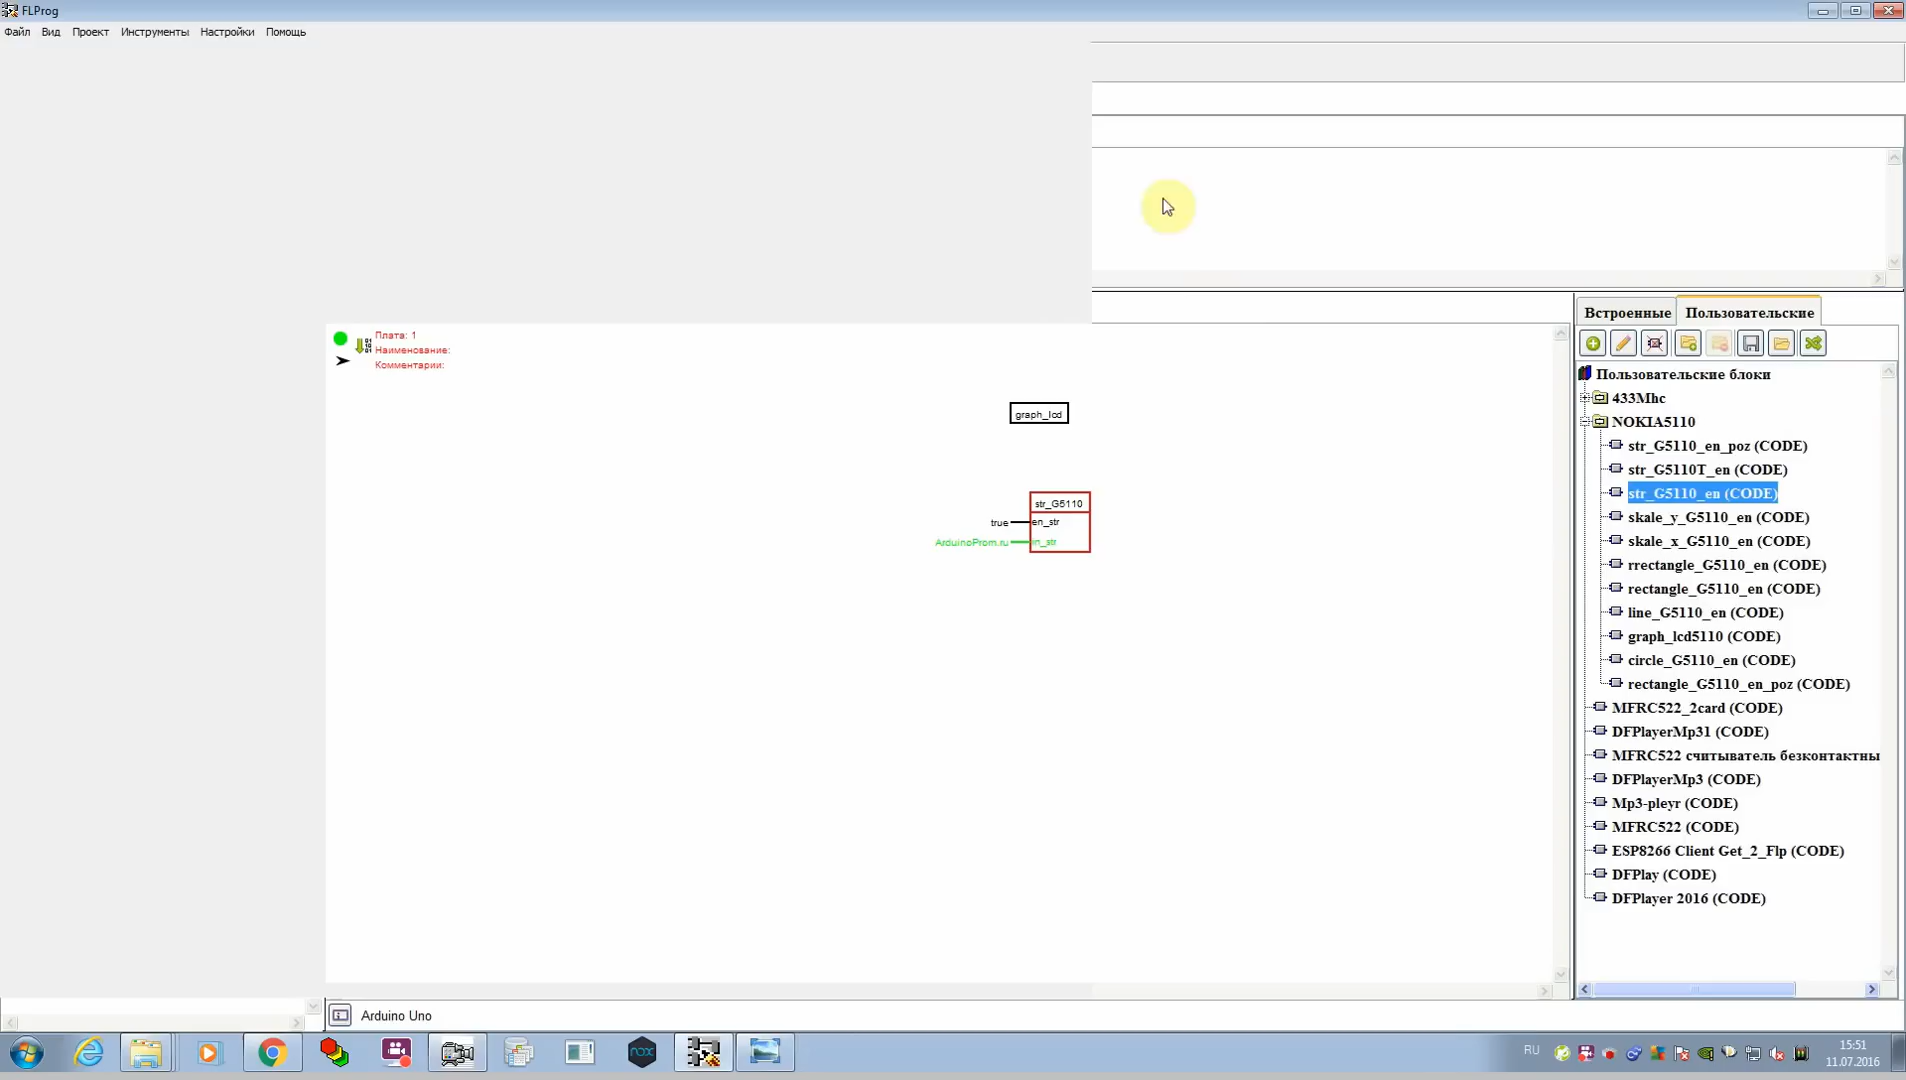 FLProg
Файл Вид Проект Инструменты Настройки Помощь
Плата: 1
Наименование:
Комментарии:
graph_lcd
str_G5110
true
en_str
ArduinoProm.ru
in_str
Встроенные
Пользовательские
Пользовательские блоки
433Mhc
NOKIA5110
str_G5110_en_poz (CODE)
str_G5110T_en (CODE)
str_G5110_en (CODE)
skale_y_G5110_en (CODE)
skale_x_G5110_en (CODE)
rrectangle_G5110_en (CODE)
rectangle_G5110_en (CODE)
line_G5110_en (CODE)
graph_lcd5110 (CODE)
circle_G5110_en (CODE)
rectangle_G5110_en_poz (CODE)
MFRC522_2card (CODE)
DFPlayerMp31 (CODE)
MFRC522 считыватель безконтактны
DFPlayerMp3 (CODE)
Mp3-pleyr (CODE)
MFRC522 (CODE)
ESP8266 Client Get_2_Flp (CODE)
DFPlay (CODE)
DFPlayer 2016 (CODE)
Arduino Uno
nox
RU
15:51
11.07.2016